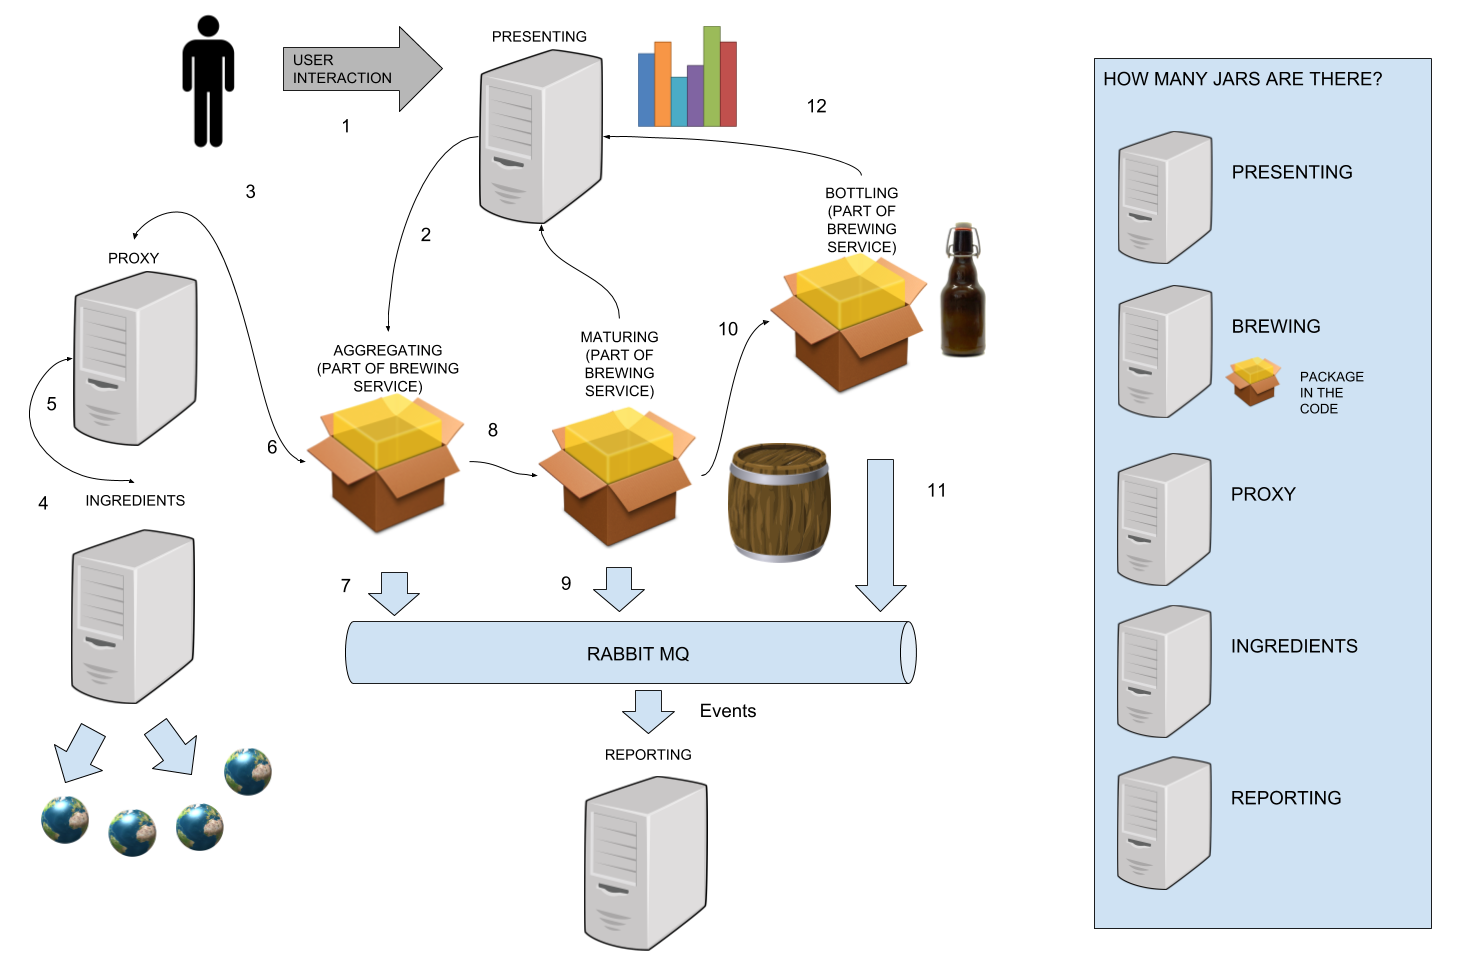 PRESENTING
USER
INTERACTION
1
12
3
2
BOTTLING
(PART OF
BREWING
SERVICE)
PROXY
AGGREGATING
(PART OF BREWING
SERVICE)
MATURING
(PART OF
BREWING
SERVICE)
10
5
6
8
4
INGREDIENTS
11
7
9
RABBIT MQ
Events
REPORTING
HOW MANY JARS ARE THERE?
PRESENTING
BREWING
PACKAGE
IN THE
CODE
PROXY
INGREDIENTS
REPORTING